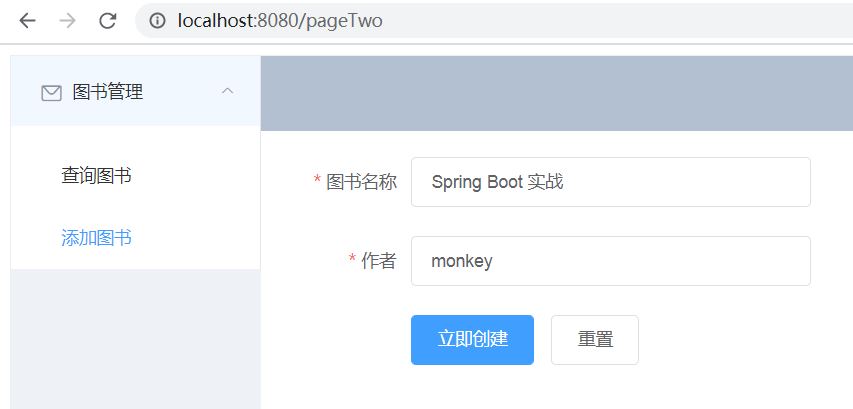 localhost:8080/pageTwo
图书管理
查询图书
添加图书
* 图书名称 Spring Boot 实战
* 作者 monkey
立即创建 重置